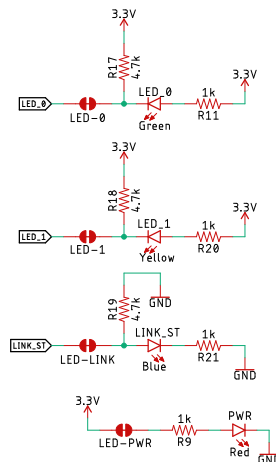 3.3V
R17
4.7k
LED_0
1k
3.3V
LED_0
LED-0
Green
R11
3.3V
R18
4.7k
LED_1
1k
3.3V
LED_1
LED-1
Yellow
R20
GND
R19
4.7k
LINK_ST
1k
LINK_ST
LED-LINK
Blue
R21
GND
3.3V
1k
PWR
LED-PWR
R9
Red
GND